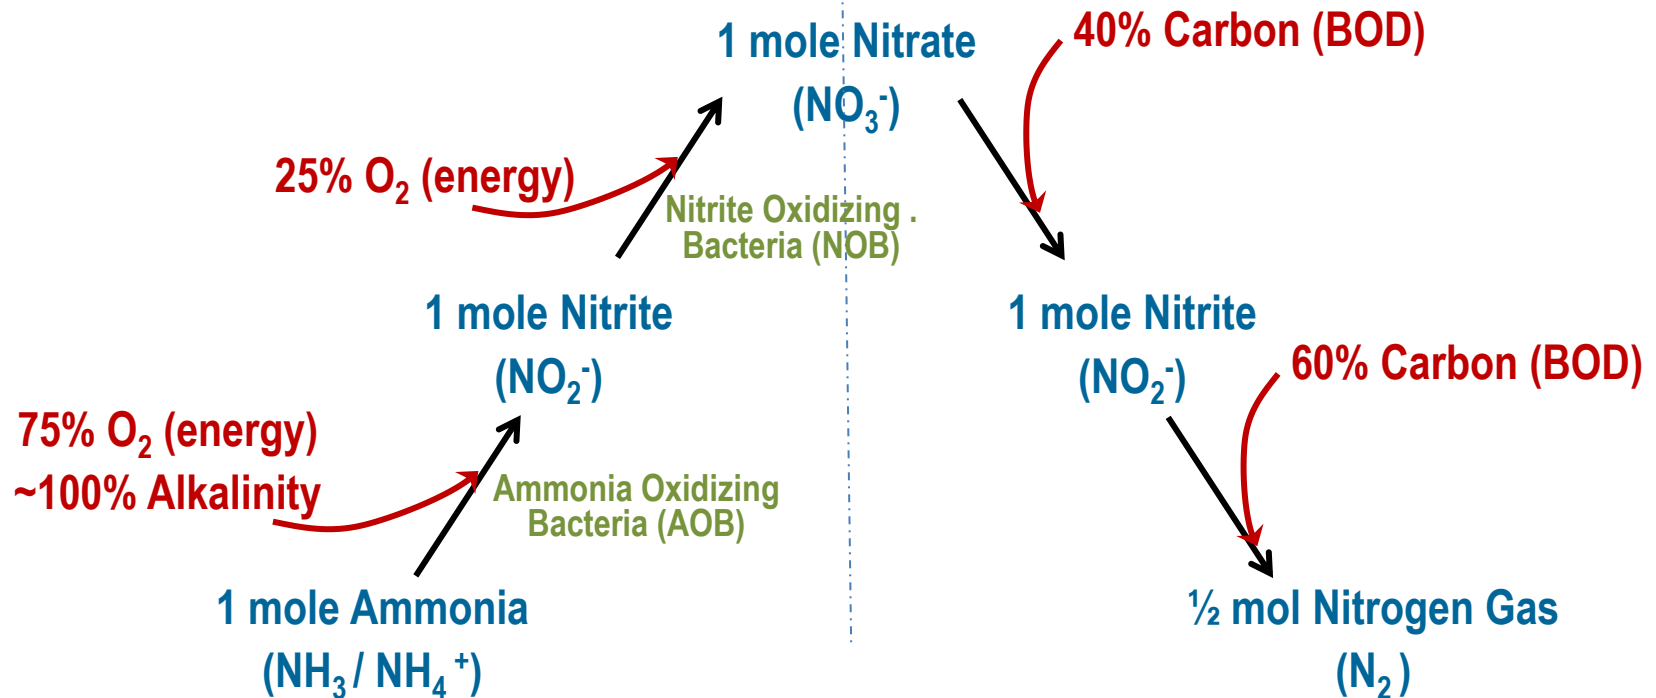 1 mole Nitrate
(NO₃⁻)
40% Carbon (BOD)
25% O₂ (energy)
Nitrite Oxidizing .
Bacteria (NOB)
1 mole Nitrite
(NO₂⁻)
1 mole Nitrite
(NO₂⁻)
60% Carbon (BOD)
75% O₂ (energy)
~100% Alkalinity
Ammonia Oxidizing
Bacteria (AOB)
1 mole Ammonia
(NH₃ / NH₄⁺)
½ mol Nitrogen Gas
(N₂)